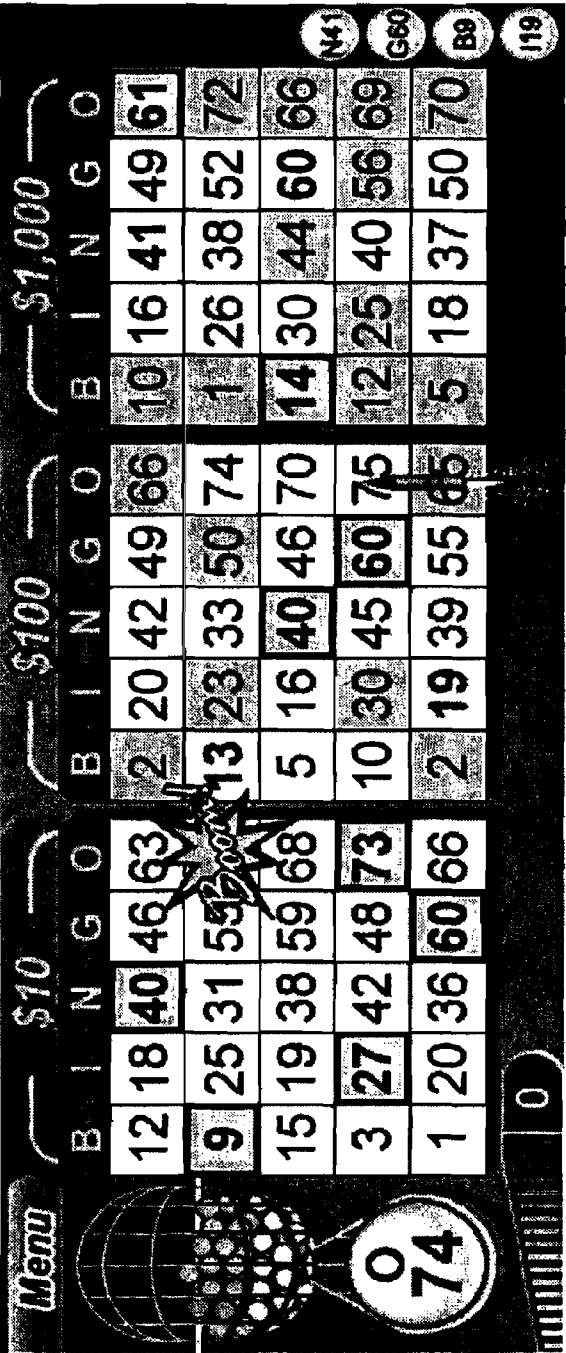 Menu $10 $100 $1,000
B I N G O B I N G O B I N G O
12 18 40 46 63 2 20 42 49 66 10 16 41 49 61
9 25 31 55 Boom! 13 23 33 50 74 1 26 38 52 72
15 19 38 59 68 5 16 40 46 70 14 30 44 60 66
3 27 42 48 73 10 30 45 60 75 12 25 40 56 69
1 20 36 60 66 2 19 39 55 65 5 18 37 50 70
O
74
0
N41
G60
B9
I19